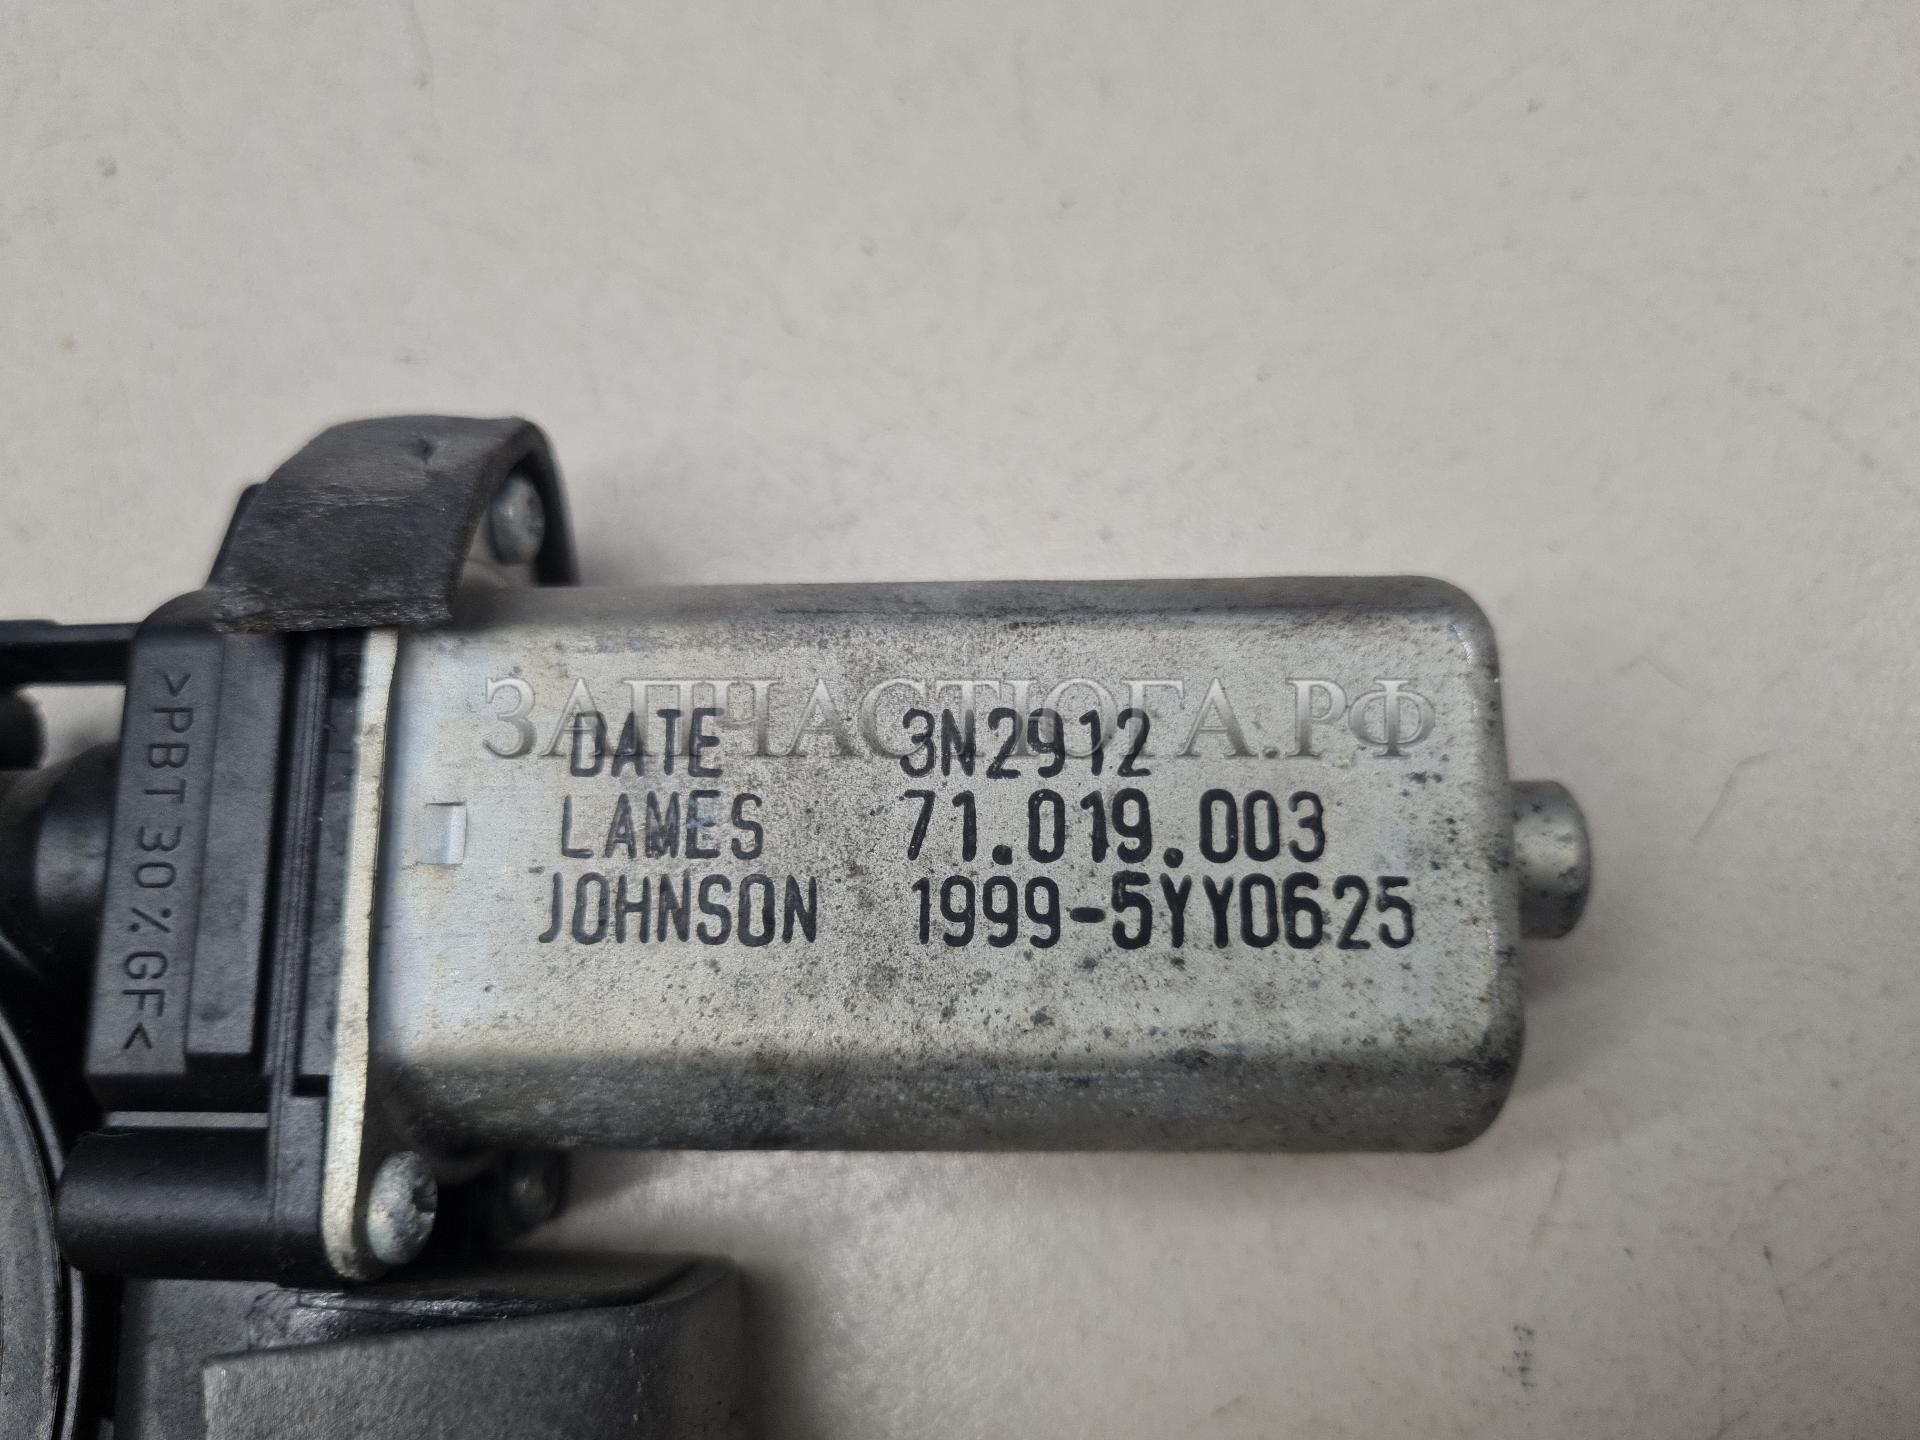 ЗАПЧАСТЮГА.РФ
DATE 3N2912
LAMES 71.019.003
JOHNSON 1999-5YY0625
>PBT 30%GF<